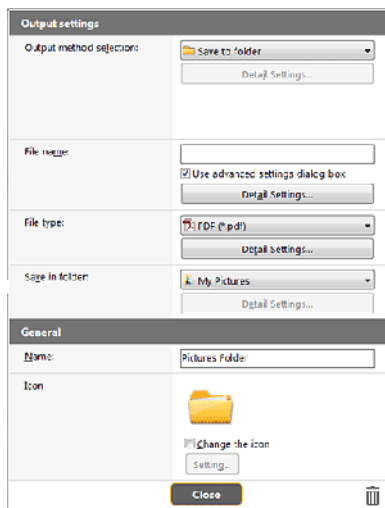 Output settings
Output method selection:
Save to folder
Detail Settings...
File name:
Use advanced settings dialog box
Detail Settings...
File type:
PDF (*.pdf)
Detail Settings...
Save in folder:
My Pictures
Detail Settings...
General
Name:
Pictures Folder
Icon
Change the icon
Setting...
Close